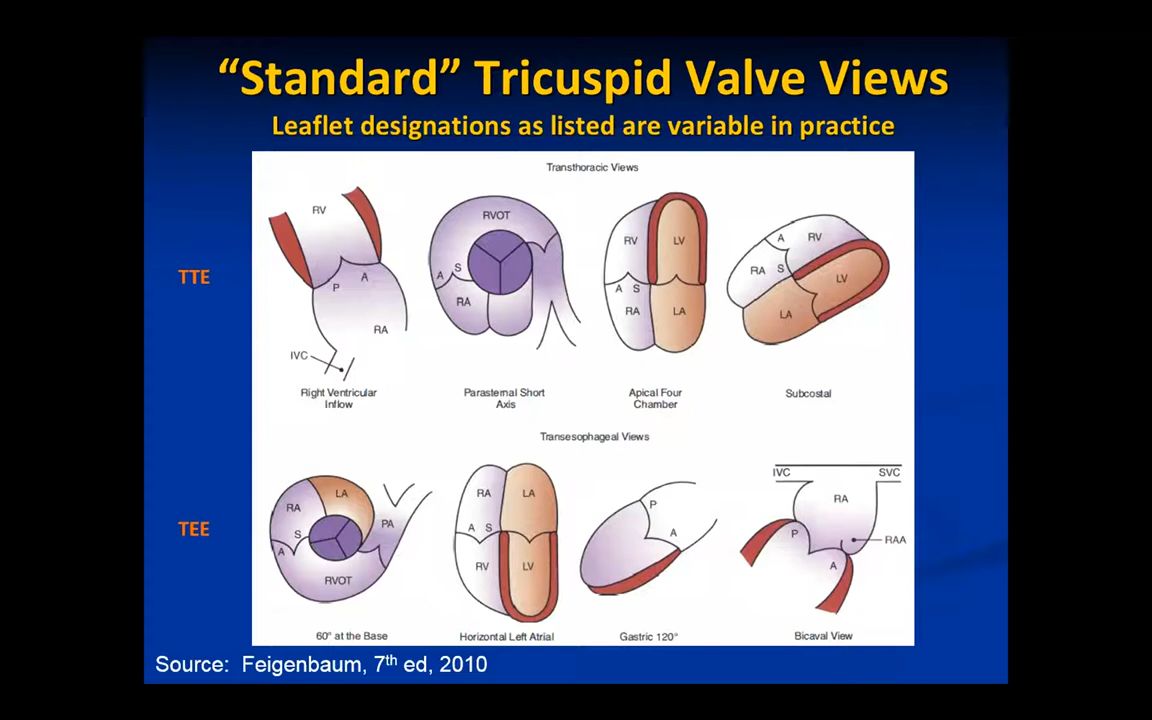 “Standard” Tricuspid Valve Views
Leaflet designations as listed are variable in practice
Transthoracic Views
TTE
RV
A
P
RA
IVC
Right Ventricular
Inflow
RVOT
A
S
RA
Parasternal Short
Axis
RV
LV
A
S
RA
LA
Apical Four
Chamber
A
RV
RA
S
LV
LA
Subcostal
Transesophageal Views
TEE
LA
RA
S
PA
A
RVOT
60° at the Base
RA
LA
A
S
RV
LV
Horizontal Left Atrial
P
A
Gastric 120°
IVC
SVC
RA
P
RAA
A
Bicaval View
Source: Feigenbaum, 7th ed, 2010